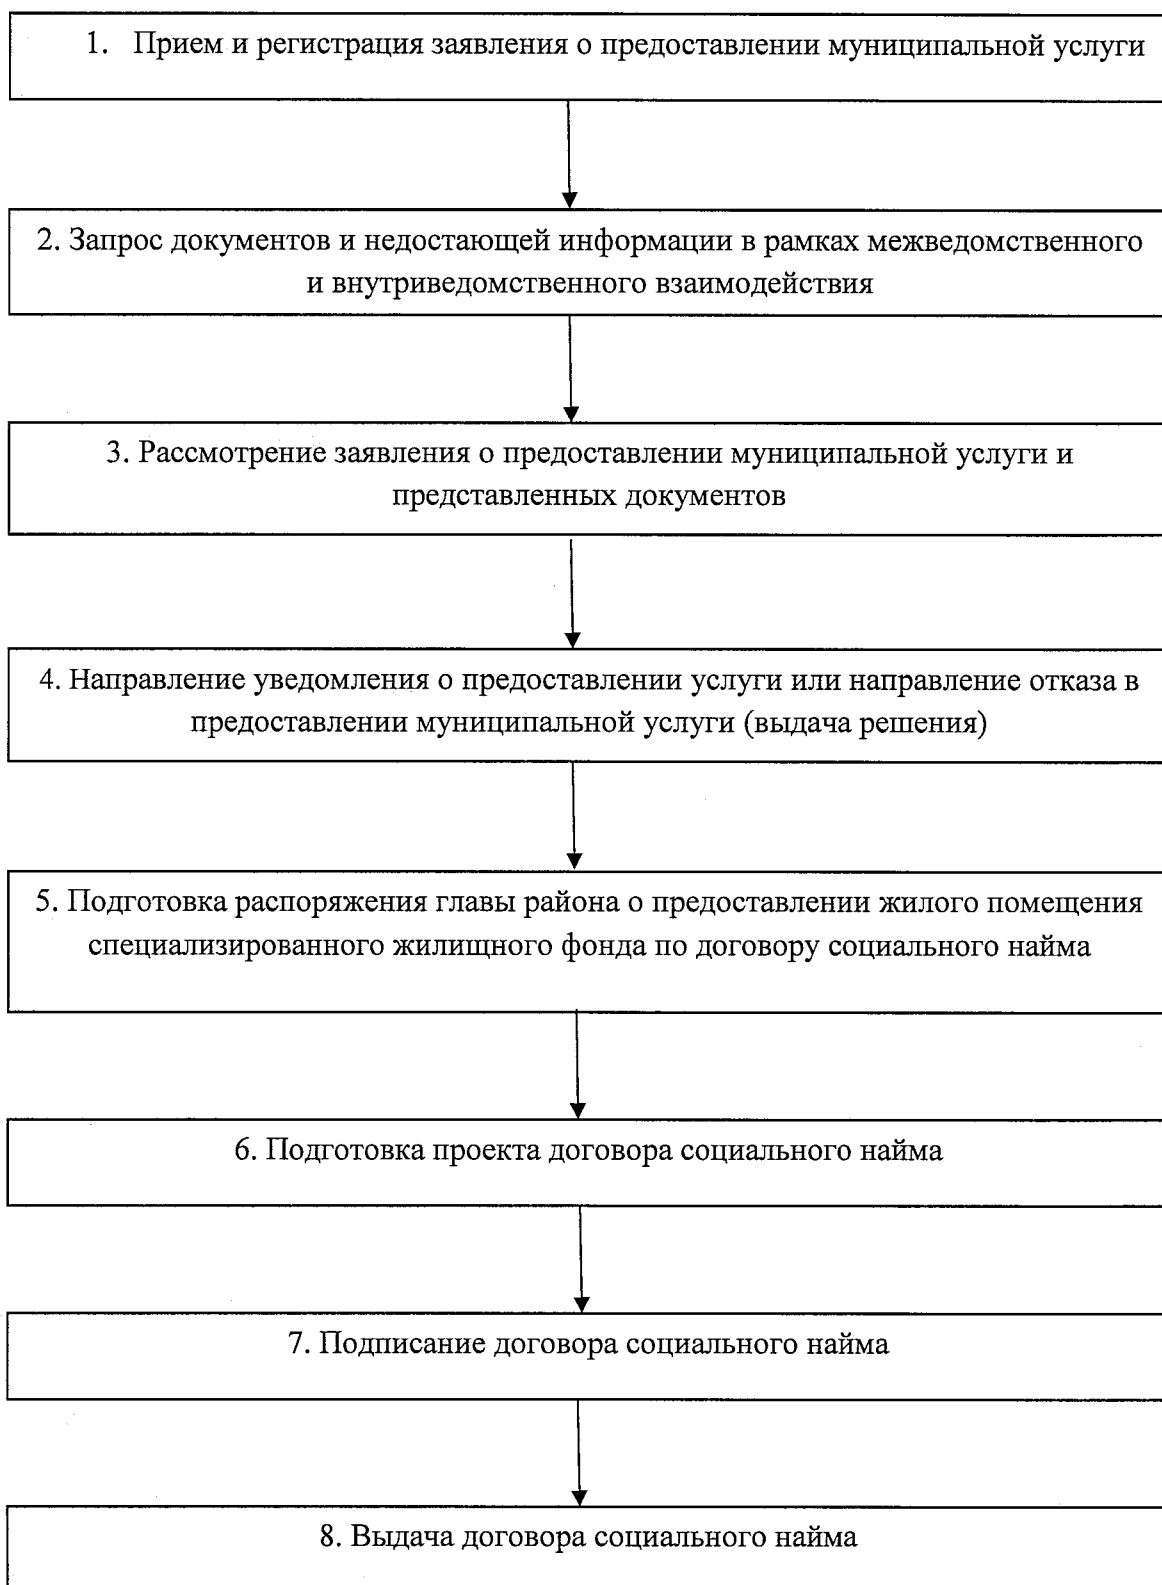 1. Прием и регистрация заявления о предоставлении муниципальной услуги
2. Запрос документов и недостающей информации в рамках межведомственного
и внутриведомственного взаимодействия
3. Рассмотрение заявления о предоставлении муниципальной услуги и
представленных документов
4. Направление уведомления о предоставлении услуги или направление отказа в
предоставлении муниципальной услуги (выдача решения)
5. Подготовка распоряжения главы района о предоставлении жилого помещения
специализированного жилищного фонда по договору социального найма
6. Подготовка проекта договора социального найма
7. Подписание договора социального найма
8. Выдача договора социального найма